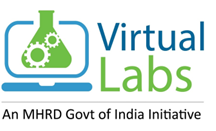 Virtual
Labs
An MHRD Govt of India Initiative